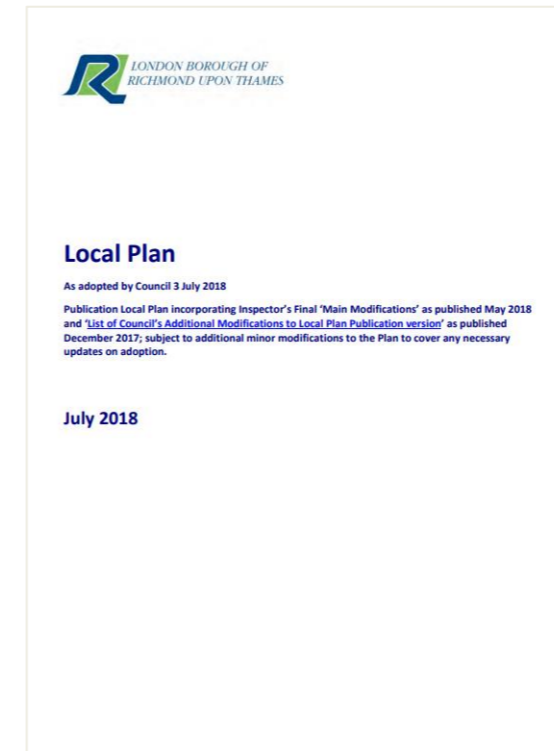 LONDON BOROUGH OF
RICHMOND UPON THAMES
Local Plan
As adopted by Council 3 July 2018
Publication Local Plan incorporating Inspector's Final 'Main Modifications' as published May 2018
and 'List of Council's Additional Modifications to Local Plan Publication version' as published
December 2017; subject to additional minor modifications to the Plan to cover any necessary
updates on adoption.
July 2018